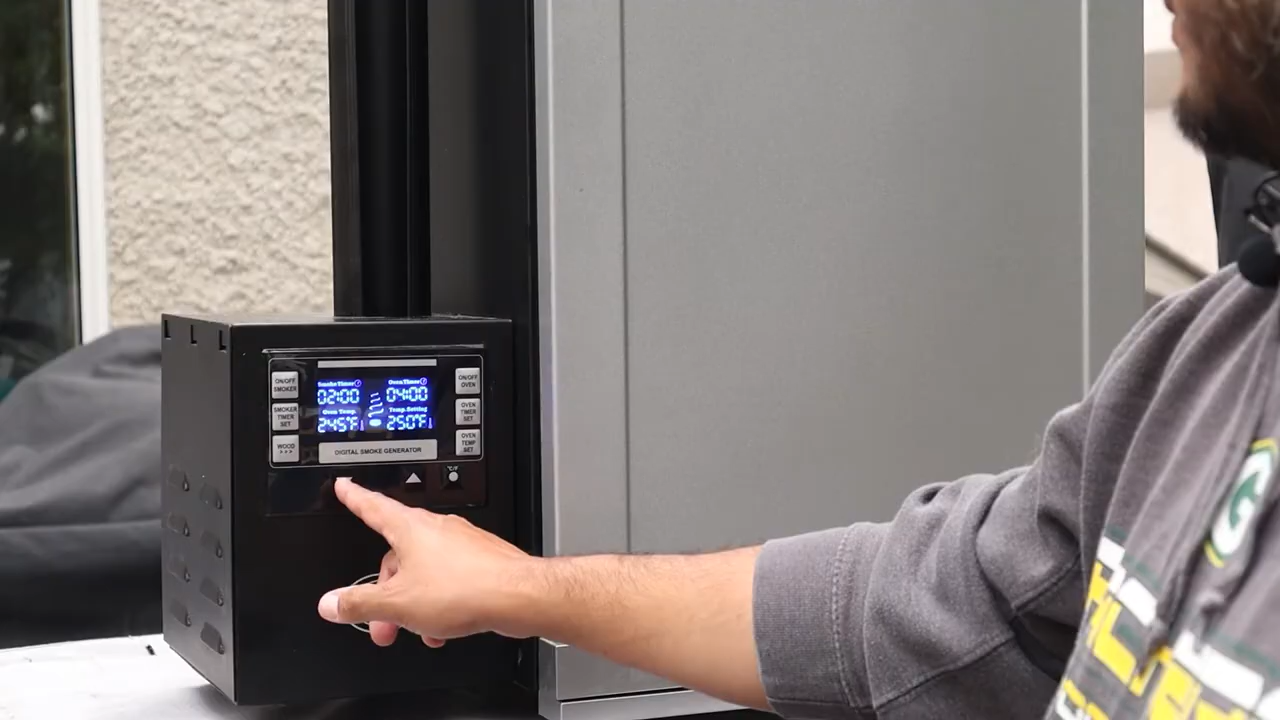 ON/OFF
SMOKER
SMOKER
TIMER
SET
WOOD
>>>
Smoke Timer
02:00
Oven Timer
04:00
Oven Temp.
245°F
Temp. Setting
250°F
ON/OFF
OVEN
OVEN
TIMER
SET
OVEN
TEMP
SET
DIGITAL SMOKE GENERATOR
°C/°F
G